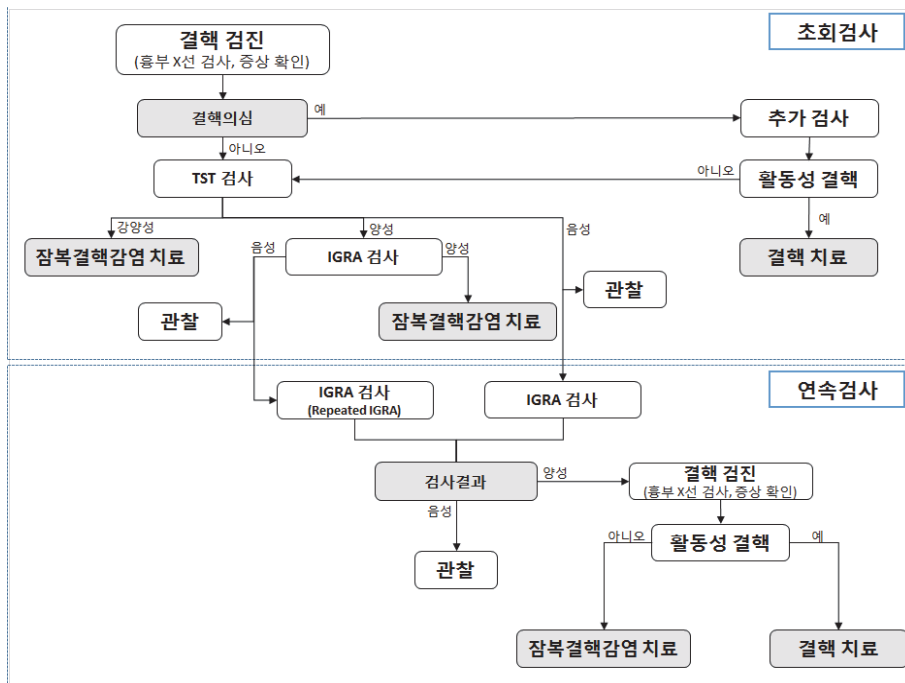 초회검사
결핵 검진
(흉부 X선 검사, 증상 확인)
결핵의심
예
추가 검사
아니오
TST 검사
아니오
활동성 결핵
강양성
양성
음성
예
잠복결핵감염 치료
음성
IGRA 검사
양성
결핵 치료
관찰
관찰
잠복결핵감염 치료
연속검사
IGRA 검사
(Repeated IGRA)
IGRA 검사
검사결과
양성
결핵 검진
(흉부 X선 검사, 증상 확인)
음성
아니오
활동성 결핵
예
관찰
잠복결핵감염 치료
결핵 치료